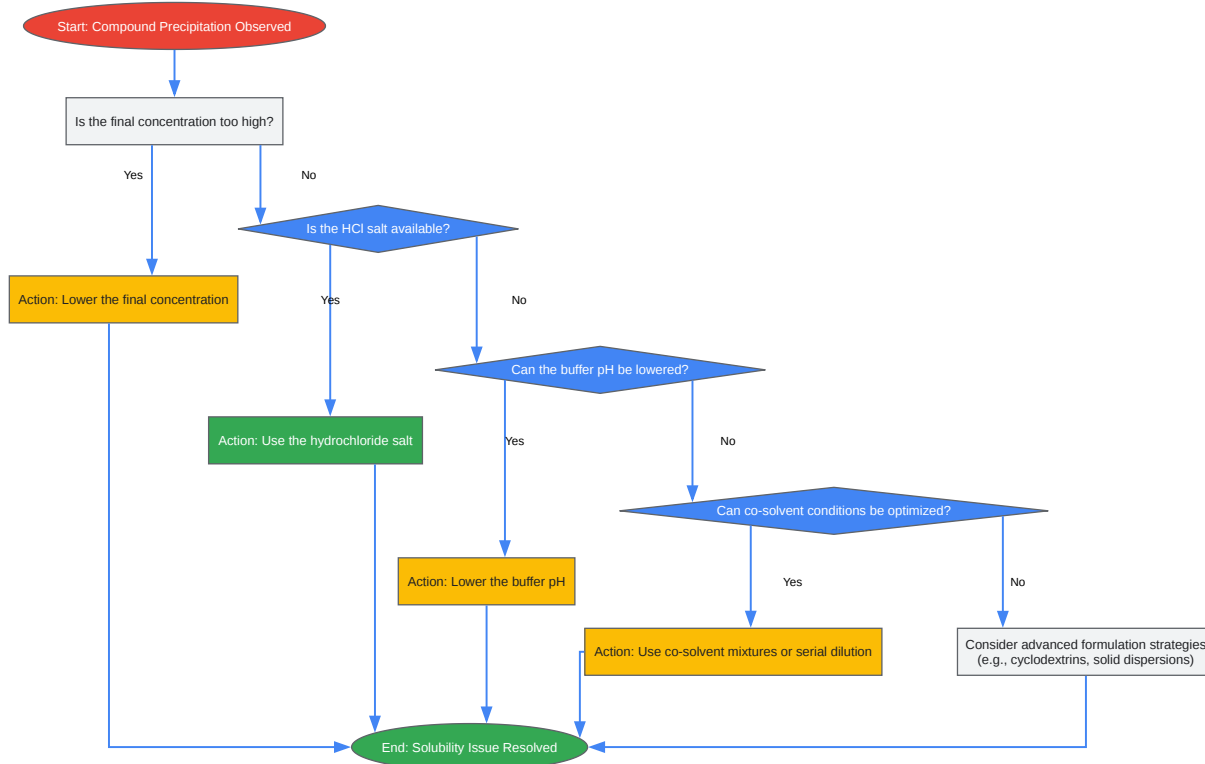 Start: Compound Precipitation Observed
Is the final concentration too high?
Yes
No
Is the HCl salt available?
Action: Lower the final concentration
Yes
No
Can the buffer pH be lowered?
Action: Use the hydrochloride salt
Yes
No
Can co-solvent conditions be optimized?
Action: Lower the buffer pH
Yes
No
Action: Use co-solvent mixtures or serial dilution
Consider advanced formulation strategies
(e.g., cyclodextrins, solid dispersions)
End: Solubility Issue Resolved